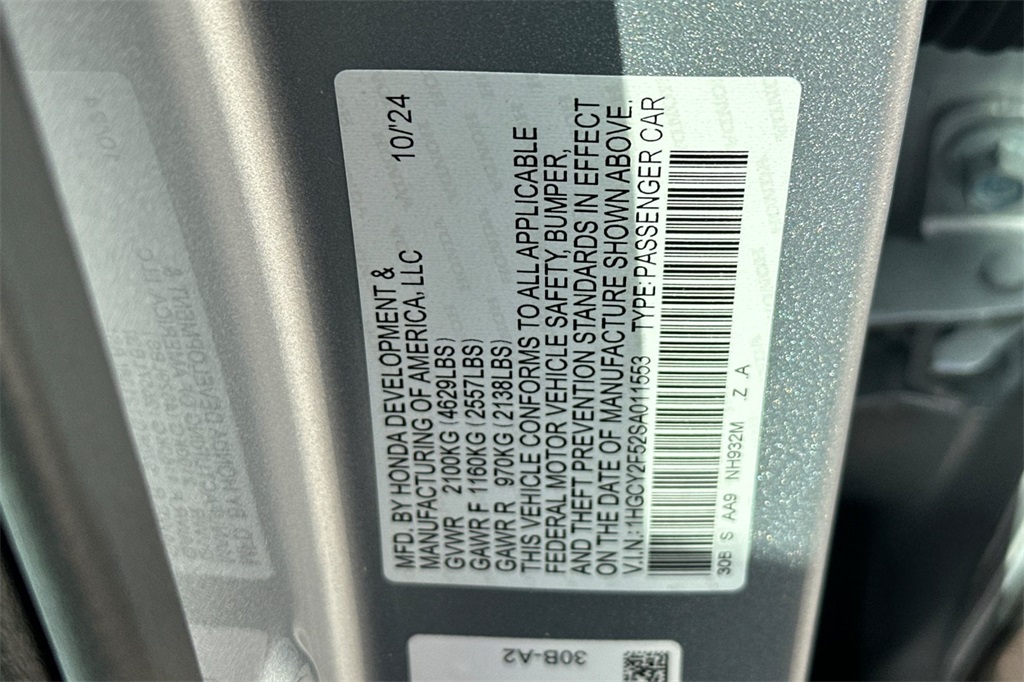 MFD. BY HONDA DEVELOPMENT &
MANUFACTURING OF AMERICA, LLC 10/'24
GVWR 2100KG (4629LBS)
GAWR F 1160KG (2557LBS)
GAWR R 970KG (2138LBS)
THIS VEHICLE CONFORMS TO ALL APPLICABLE
FEDERAL MOTOR VEHICLE SAFETY, BUMPER,
AND THEFT PREVENTION STANDARDS IN EFFECT
ON THE DATE OF MANUFACTURE SHOWN ABOVE.
V.I.N.: 1HGCY2F52SA011553 TYPE: PASSENGER CAR
30B S AA9 NH932M .Z .A
30B-A2